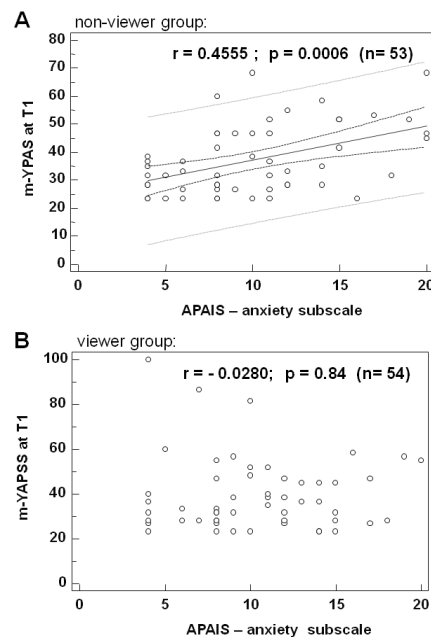 A
non-viewer group:
r = 0.4555 ; p = 0.0006 (n= 53)
m-YPAS at T1
80
70
60
50
40
30
20
10
0
0 5 10 15 20
APAIS – anxiety subscale
B
viewer group:
r = - 0.0280; p = 0.84 (n= 54)
m-YAPSS at T1
100
80
60
40
20
0
0 5 10 15 20
APAIS – anxiety subscale